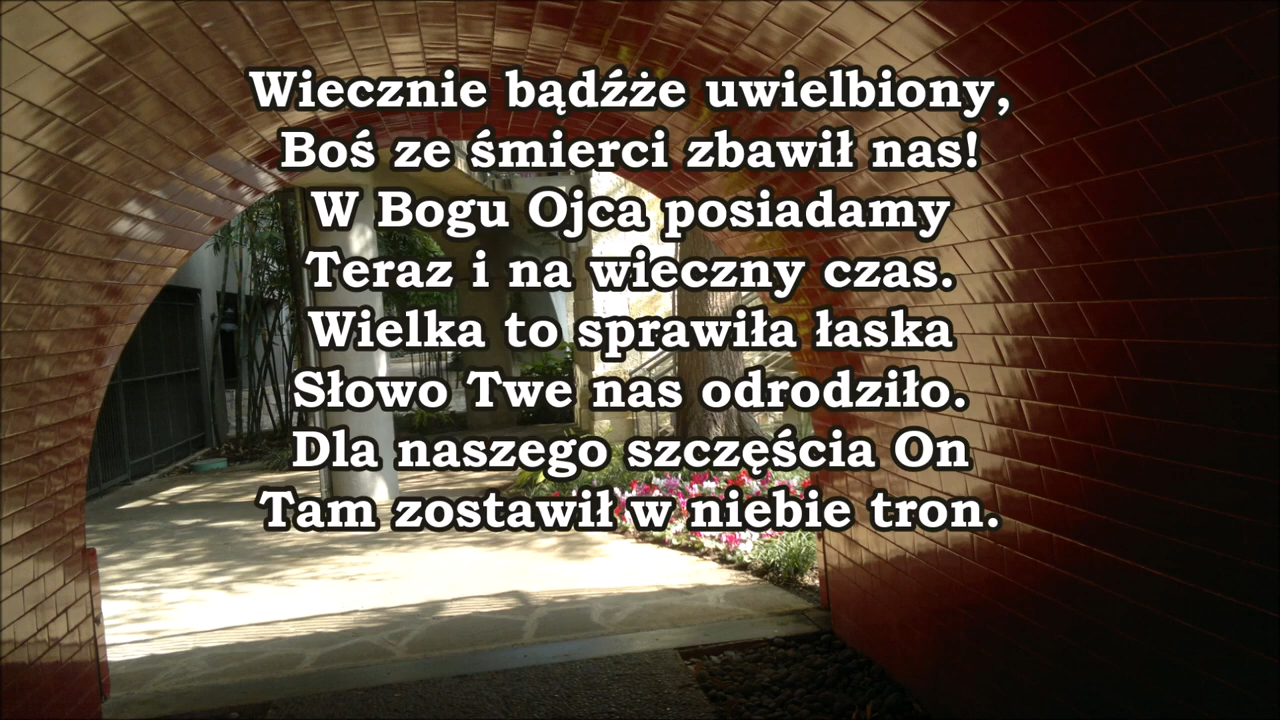 Wiecznie bądźże uwielbiony,
Boś ze śmierci zbawił nas!
W Bogu Ojca posiadamy
Teraz i na wieczny czas.
Wielka to sprawiła łaska
Słowo Twe nas odrodziło.
Dla naszego szczęścia On
Tam zostawił w niebie tron.